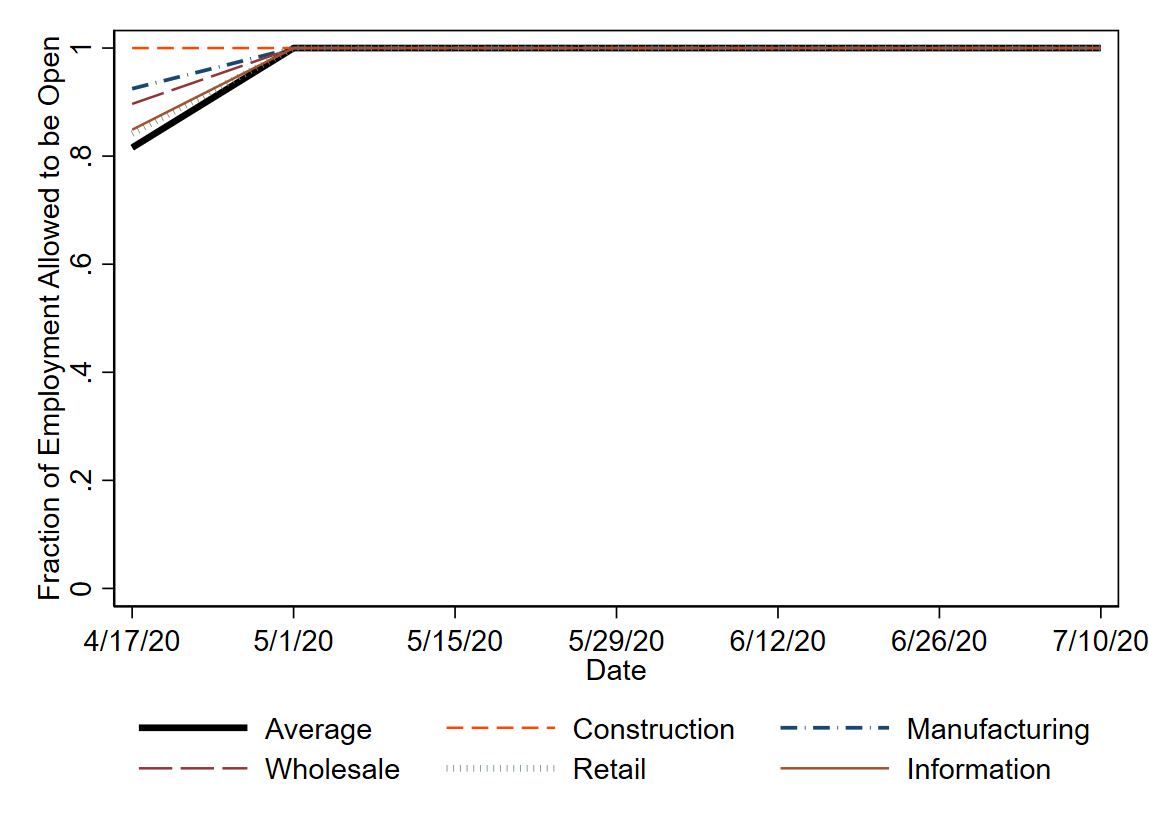 Fraction of Employment Allowed to be Open
1
.8
.6
.4
.2
0
4/17/20 5/1/20 5/15/20 5/29/20 6/12/20 6/26/20 7/10/20
Date
Average Construction Manufacturing
Wholesale Retail Information